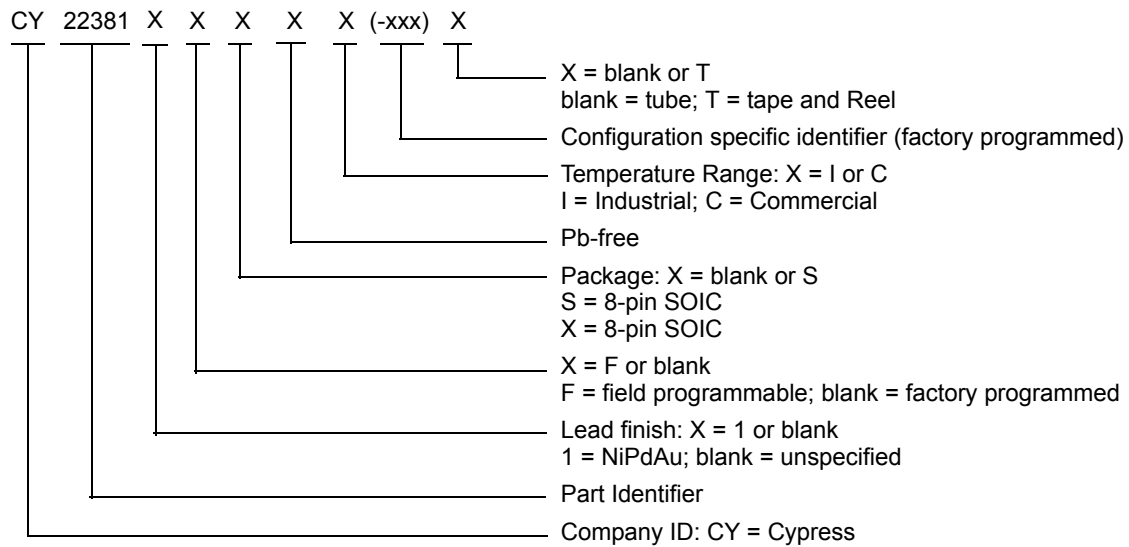 CY 22381 X X X X X (-xxx) X
X = blank or T
blank = tube; T = tape and Reel
Configuration specific identifier (factory programmed)
Temperature Range: X = I or C
I = Industrial; C = Commercial
Pb-free
Package: X = blank or S
S = 8-pin SOIC
X = 8-pin SOIC
X = F or blank
F = field programmable; blank = factory programmed
Lead finish: X = 1 or blank
1 = NiPdAu; blank = unspecified
Part Identifier
Company ID: CY = Cypress